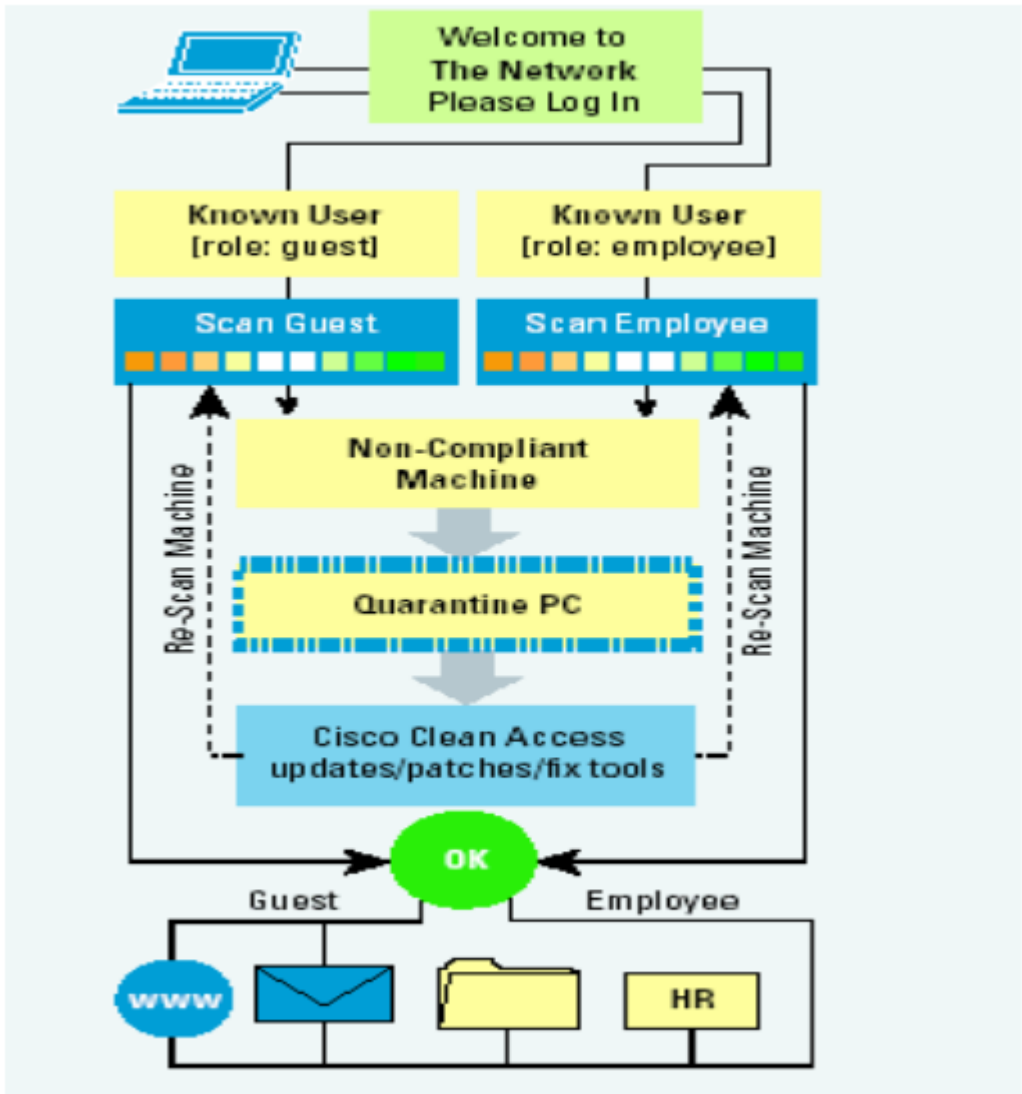 Welcome to
The Network
Please Log In
Known User
[role: guest]
Known User
[role: employee]
Scan Guest
Scan Employee
Non-Compliant
Machine
Re-Scan Machine
Re-Scan Machine
Quarantine PC
Cisco Clean Access
updates/patches/fix tools
OK
Guest
Employee
www
HR